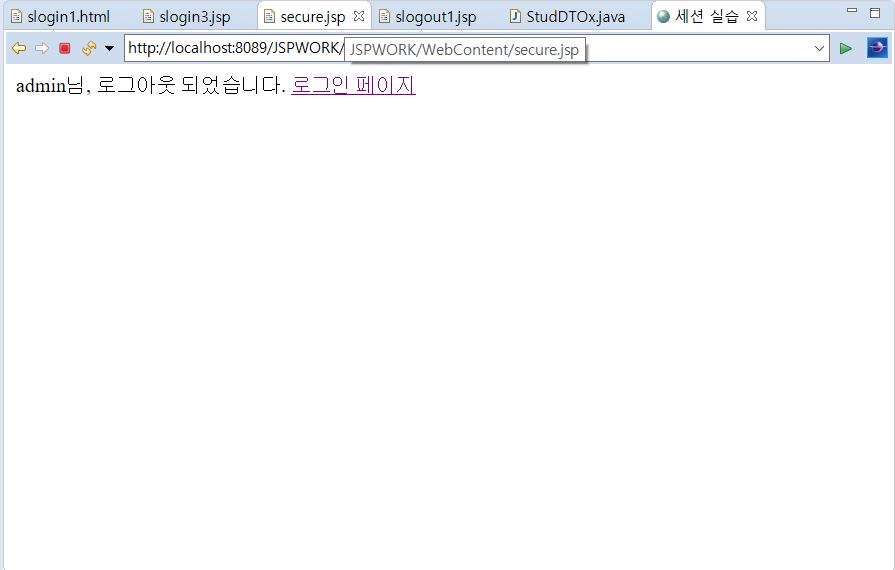 slogin1.html slogin3.jsp secure.jsp slogout1.jsp StudDTOx.java 세션 실습
http://localhost:8089/JSPWORK/ JSPWORK/WebContent/secure.jsp
admin님, 로그아웃 되었습니다. 로그인 페이지